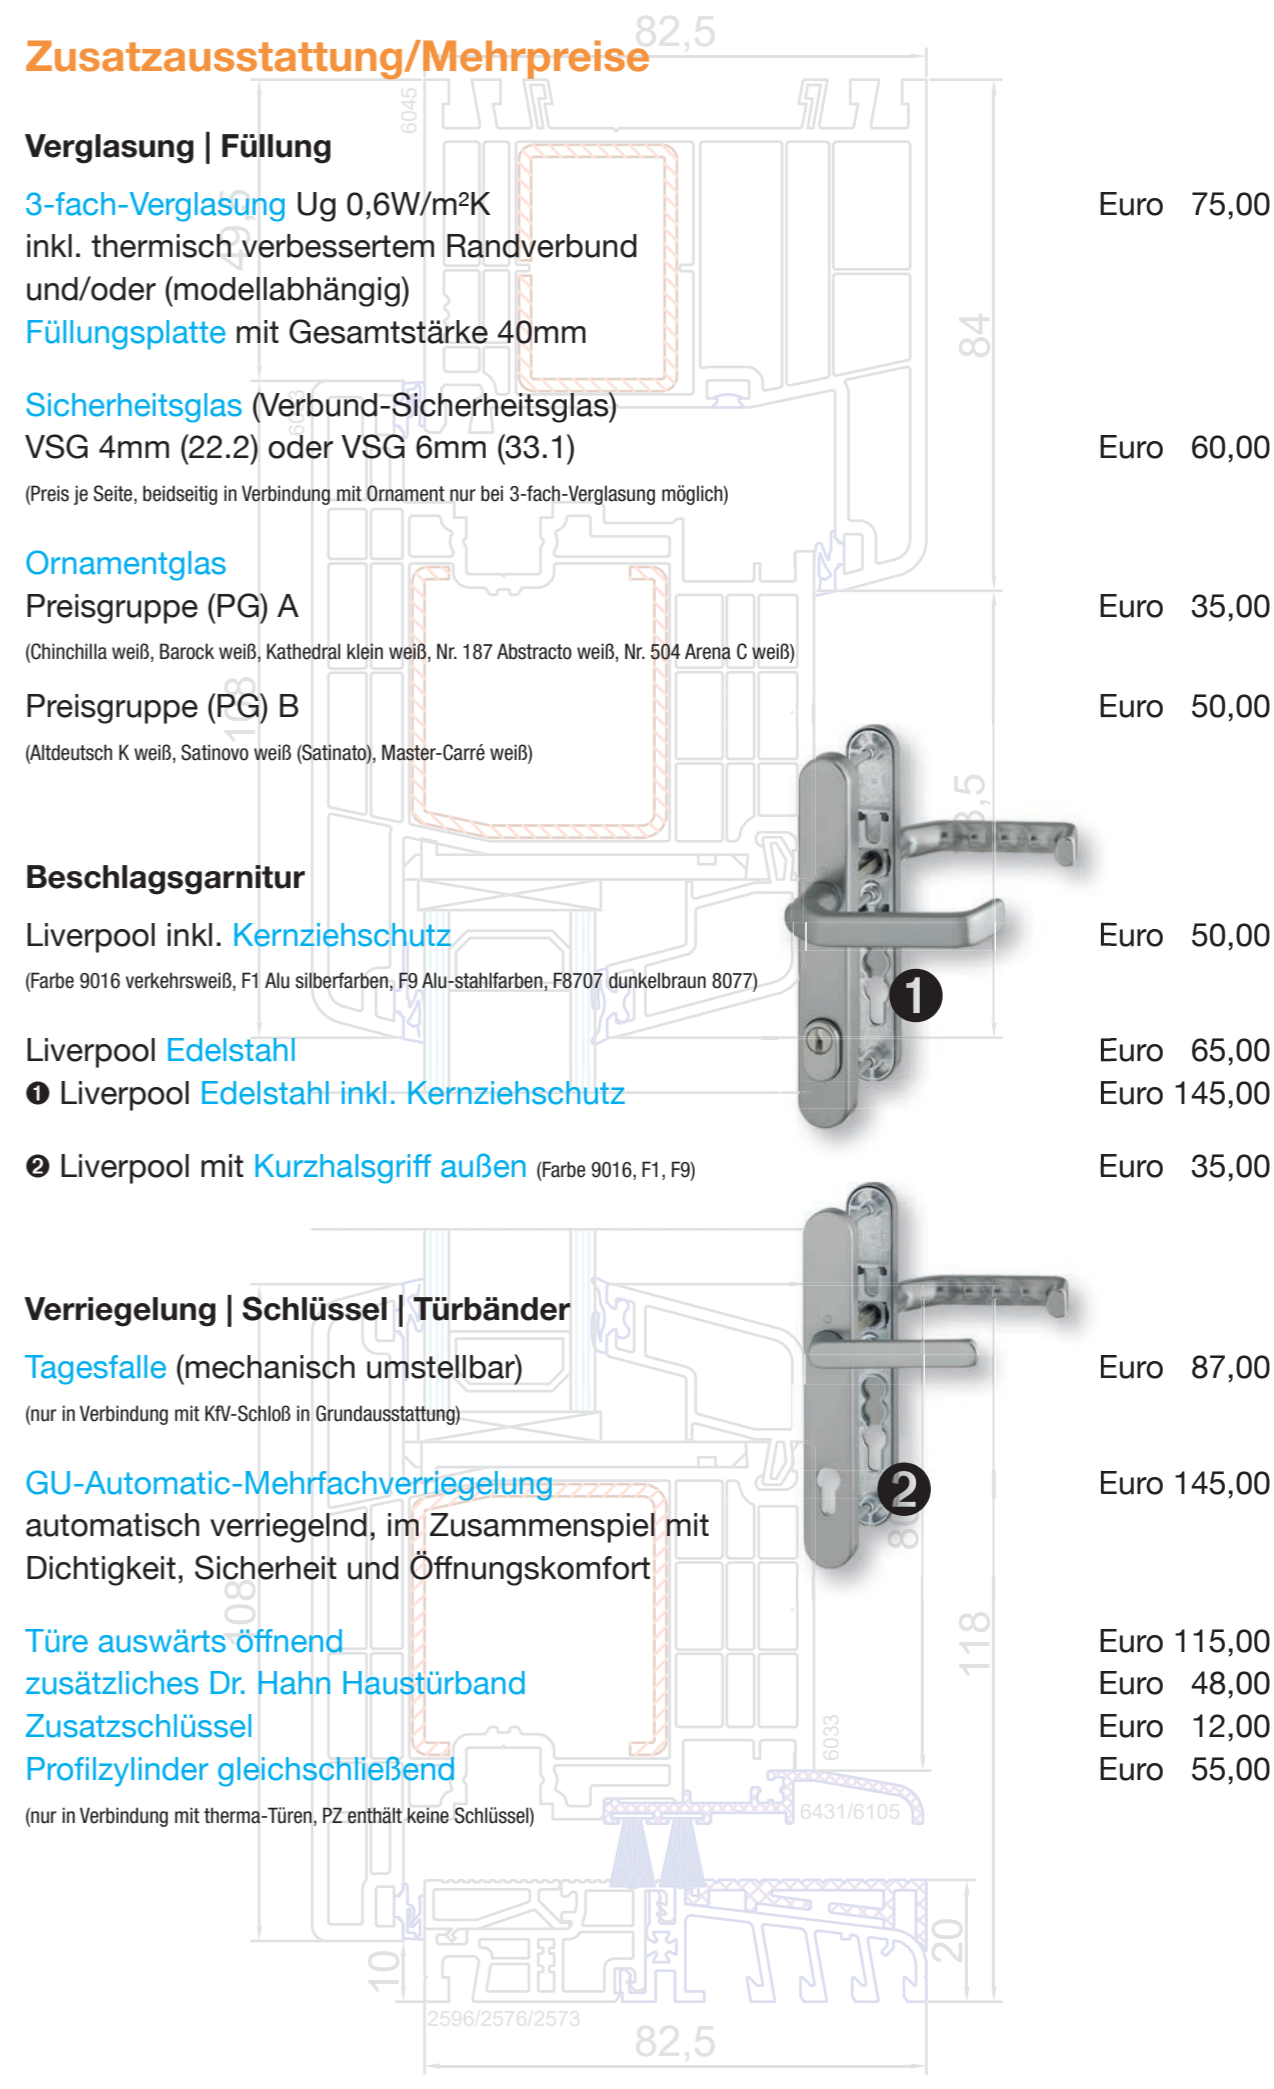 82,5
Zusatzausstattung/Mehrpreise
6045
Verglasung | Füllung
3-fach-Verglasung Ug 0,6W/m²K Euro 75,00
49,5
inkl. thermisch verbessertem Randverbund
und/oder (modellabhängig)
Füllungsplatte mit Gesamtstärke 40mm
84
Sicherheitsglas (Verbund-Sicherheitsglas)
VSG 4mm (22.2) oder VSG 6mm (33.1) Euro 60,00
(Preis je Seite, beidseitig in Verbindung mit Ornament nur bei 3-fach-Verglasung möglich)
Ornamentglas
Preisgruppe (PG) A Euro 35,00
(Chinchilla weiß, Barock weiß, Kathedral klein weiß, Nr. 187 Abstracto weiß, Nr. 504 Arena C weiß)
108
Preisgruppe (PG) B Euro 50,00
(Altdeutsch K weiß, Satinovo weiß (Satinato), Master-Carré weiß)
Beschlagsgarnitur
Liverpool inkl. Kernziehschutz Euro 50,00
(Farbe 9016 verkehrsweiß, F1 Alu silberfarben, F9 Alu-stahlfarben, F8707 dunkelbraun 8077)
1
Liverpool Edelstahl Euro 65,00
❶ Liverpool Edelstahl inkl. Kernziehschutz Euro 145,00
❷ Liverpool mit Kurzhalsgriff außen (Farbe 9016, F1, F9) Euro 35,00
Verriegelung | Schlüssel | Türbänder
Tagesfalle (mechanisch umstellbar) Euro 87,00
(nur in Verbindung mit KfV-Schloß in Grundausstattung)
GU-Automatic-Mehrfachverriegelung Euro 145,00
2
automatisch verriegelnd, im Zusammenspiel mit
Dichtigkeit, Sicherheit und Öffnungskomfort
108
118
Türe auswärts öffnend Euro 115,00
zusätzliches Dr. Hahn Haustürband Euro 48,00
Zusatzschlüssel Euro 12,00
6033
Profilzylinder gleichschließend Euro 55,00
(nur in Verbindung mit therma-Türen, PZ enthält keine Schlüssel)
6431/6105
20
10
2596/2576/2573
82,5